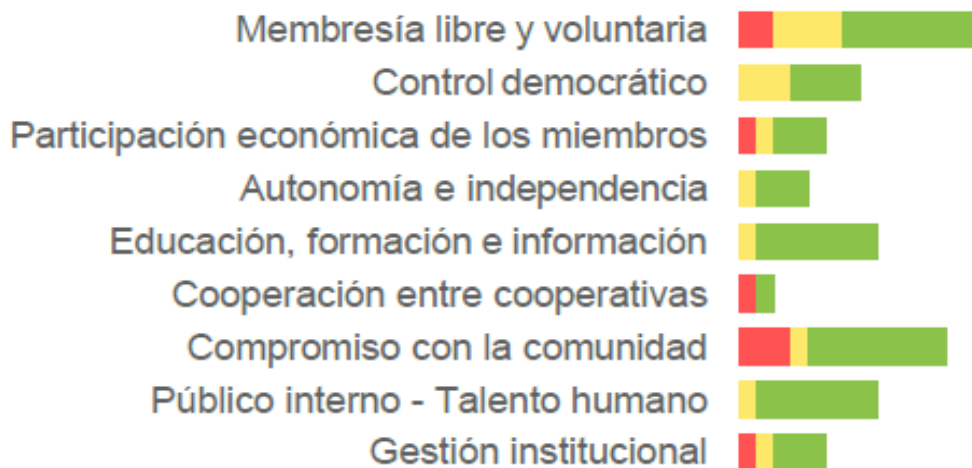 Membresía libre y voluntaria
Control democrático
Participación económica de los miembros
Autonomía e independencia
Educación, formación e información
Cooperación entre cooperativas
Compromiso con la comunidad
Público interno - Talento humano
Gestión institucional